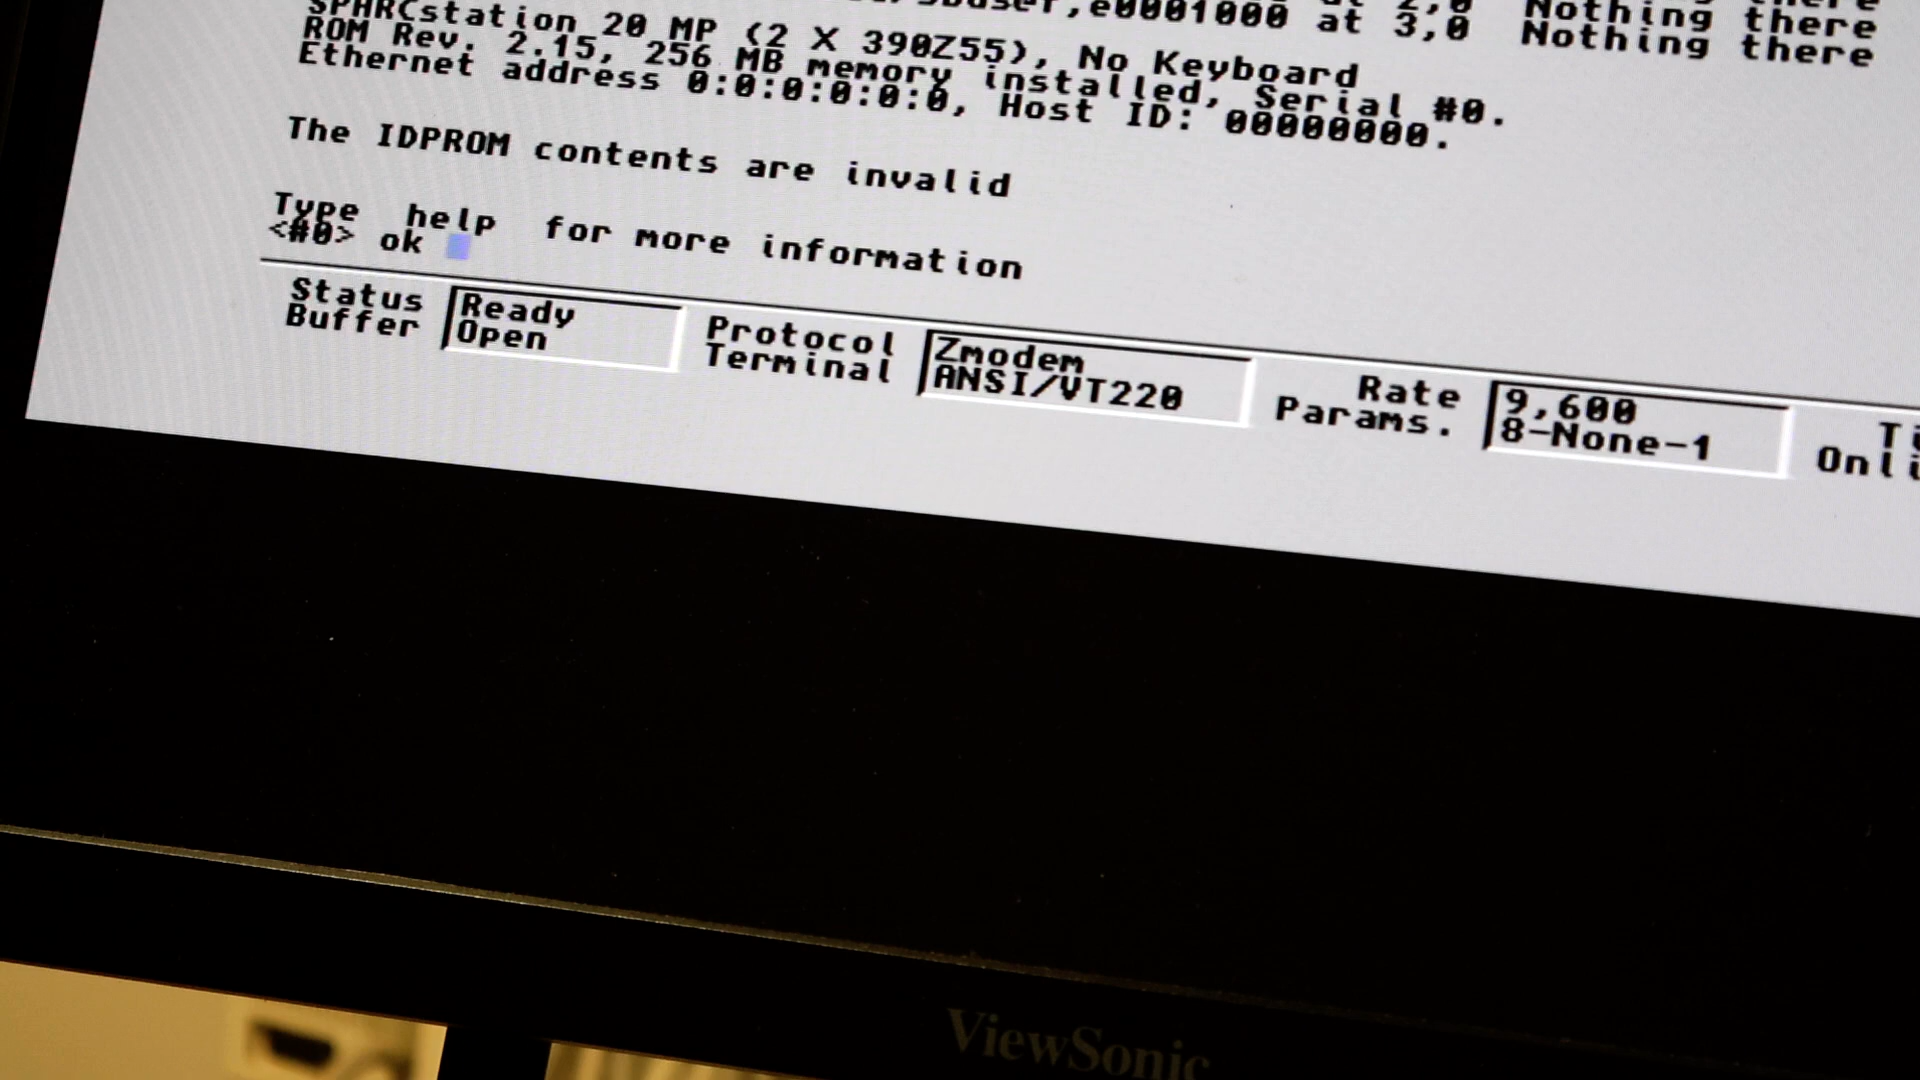 ,e0001000 at 3,0 Nothing there
Nothing there
SPARCstation 20 MP (2 X 390Z55), No Keyboard
ROM Rev. 2.15, 256 MB memory installed, Serial #0.
Ethernet address 0:0:0:0:0:0, Host ID: 00000000.
The IDPROM contents are invalid
Type help for more information
<#0> ok
Status Ready Protocol Zmodem Rate 9,600
Buffer Open Terminal ANSI/VT220 Params. 8-None-1
ViewSonic